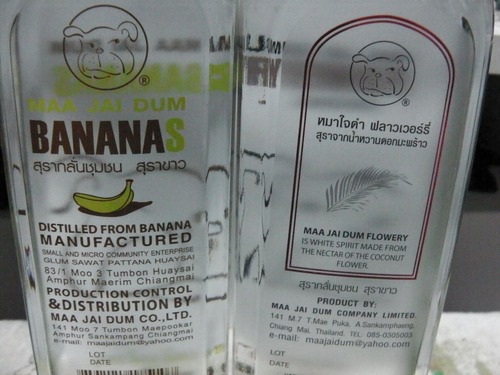 ®
MAA JAI DUM
BANANAS
สุรากลั่นชุมชน สุราขาว
DISTILLED FROM BANANA
MANUFACTURED
SMALL AND MICRO COMMUNITY ENTERPRISE
GLUM SAWAT PATTANA HUAYSAI
83/1 Moo 3 Tumbon Huaysai
Amphur Maerim Chiangmai
PRODUCTION CONTROL
&DISTRIBUTION BY
MAA JAI DUM CO.,LTD.
141 Moo 7 Tumbon Maepookar
Amphur Sankampang Chiangmai
e-mail: maajaidum@yahoo.com
LOT
DATE
®
หมาใจดำ ฟลาวเวอร์รี่
สุราจากน้ำหวานดอกมะพร้าว
MAA JAI DUM FLOWERY
IS WHITE SPIRIT MADE FROM
THE NECTAR OF THE COCONUT
FLOWER.
สุรากลั่นชุมชน สุราขาว
PRODUCT BY:
MAA JAI DUM COMPANY LIMITED.
141 M.7 T.Mae Puka, A.Sankamphaeng,
Chiang Mai, Thailand. TEL. 085-0305003
e-mail: maajaidum@yahoo.com
LOT
DATE